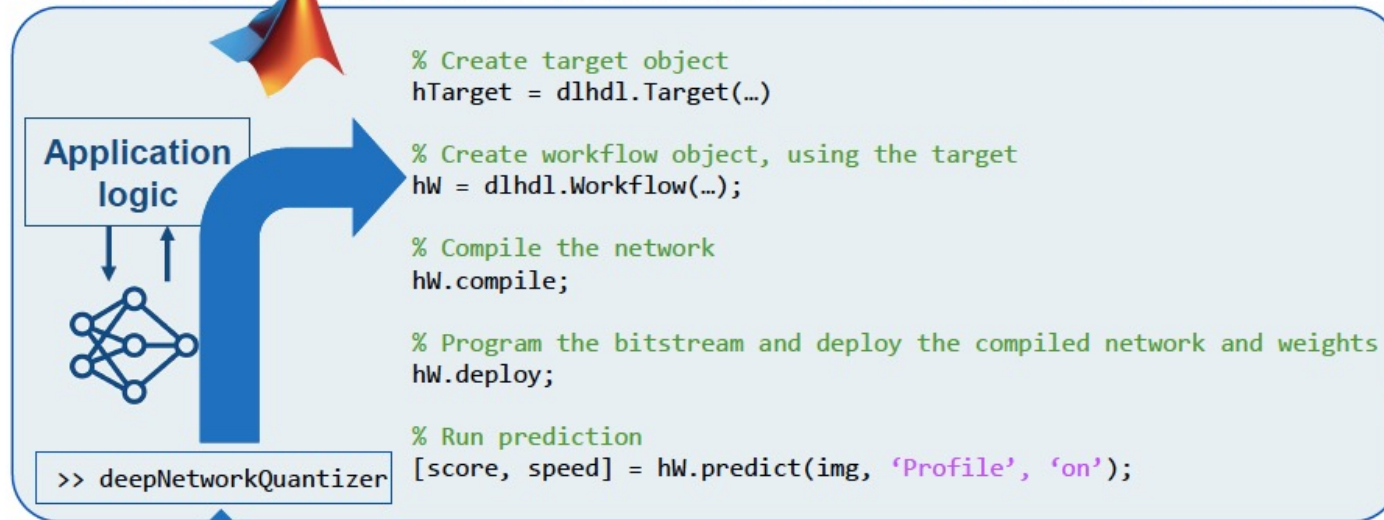 % Create target object
hTarget = dlhdl.Target(…)
Application
logic
% Create workflow object, using the target
hW = dlhdl.Workflow(…);
% Compile the network
hW.compile;
% Program the bitstream and deploy the compiled network and weights
hW.deploy;
% Run prediction
[score, speed] = hW.predict(img, ‘Profile’, ‘on’);
>> deepNetworkQuantizer